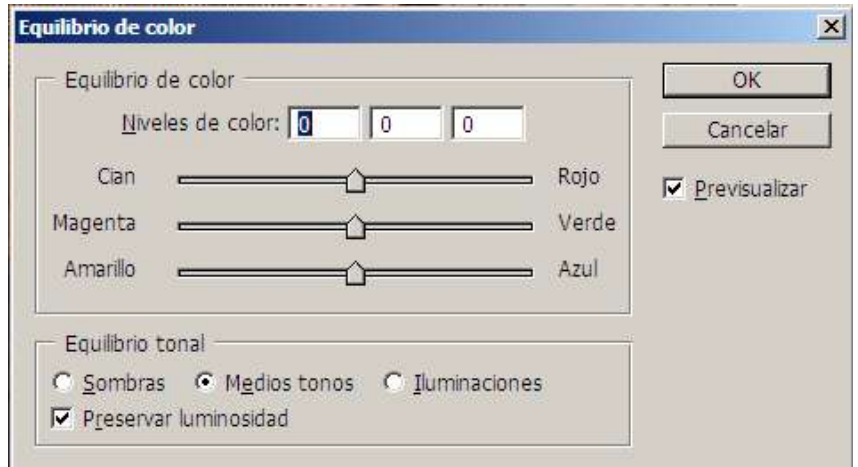 Equilibrio de color
Equilibrio de color
OK
Niveles de color: 0 0 0
Cancelar
Cian Rojo
Previsualizar
Magenta Verde
Amarillo Azul
Equilibrio tonal
Sombras Medios tonos Iluminaciones
Preservar luminosidad